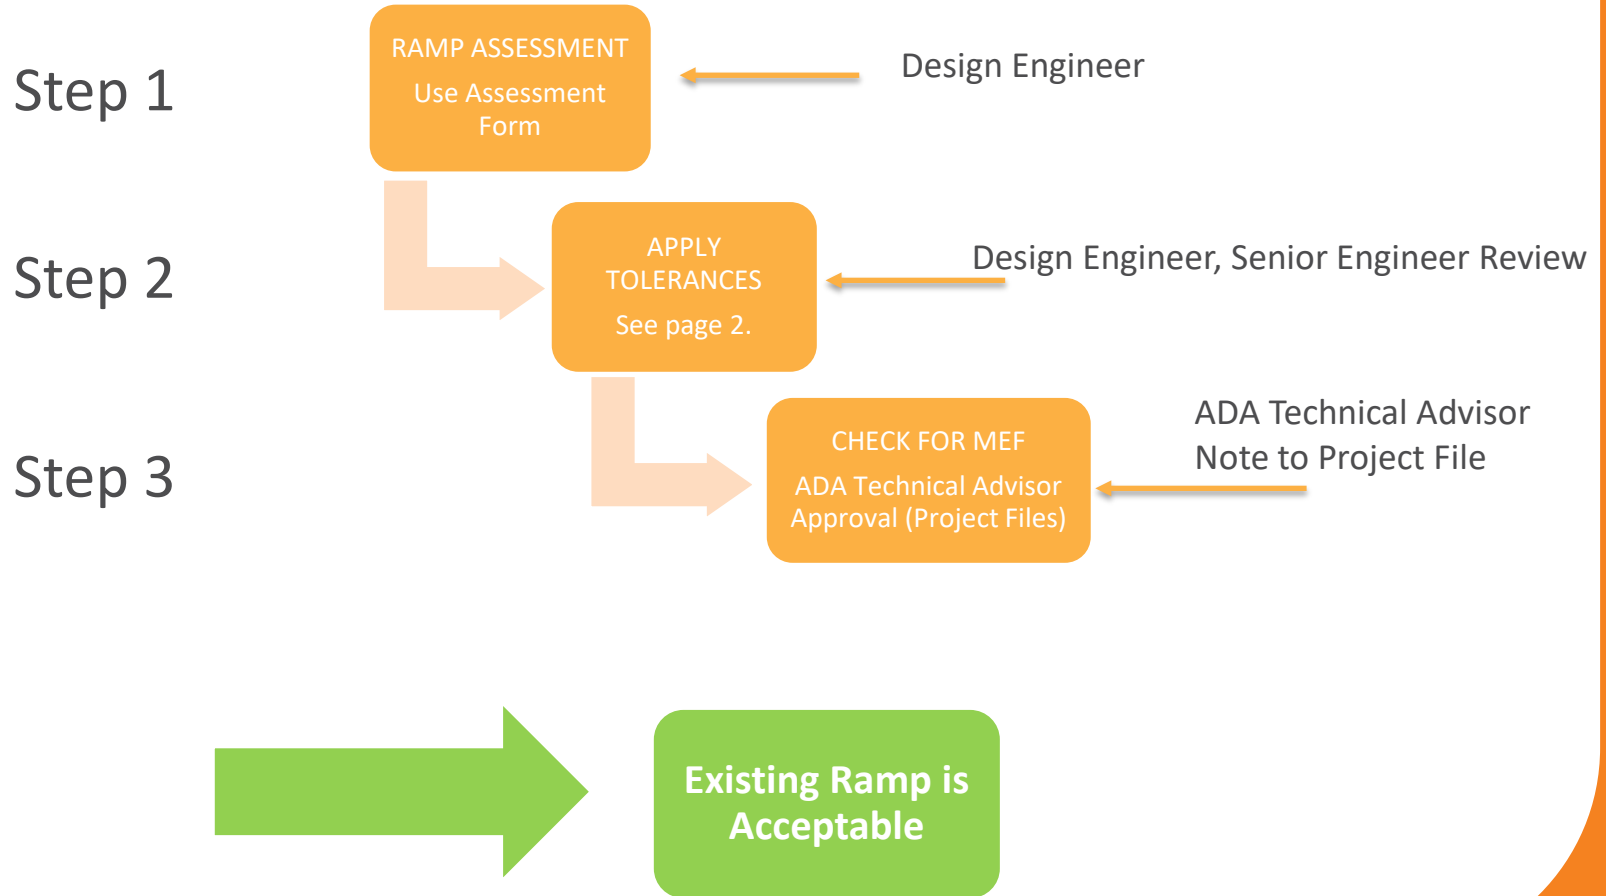 Step 1
RAMP ASSESSMENT
Use Assessment
Form
Design Engineer
Step 2
APPLY
TOLERANCES
See page 2.
Design Engineer, Senior Engineer Review
Step 3
CHECK FOR MEF
ADA Technical Advisor
Approval (Project Files)
ADA Technical Advisor
Note to Project File
Existing Ramp is
Acceptable